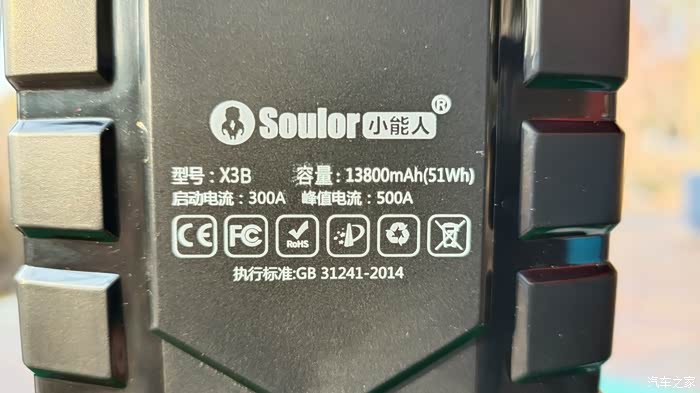 Soulor小能人®
型号：X3B 容量：13800mAh(51Wh)
启动电流：300A 峰值电流：500A
CE FC RoHS
执行标准:GB 31241-2014
汽车之家